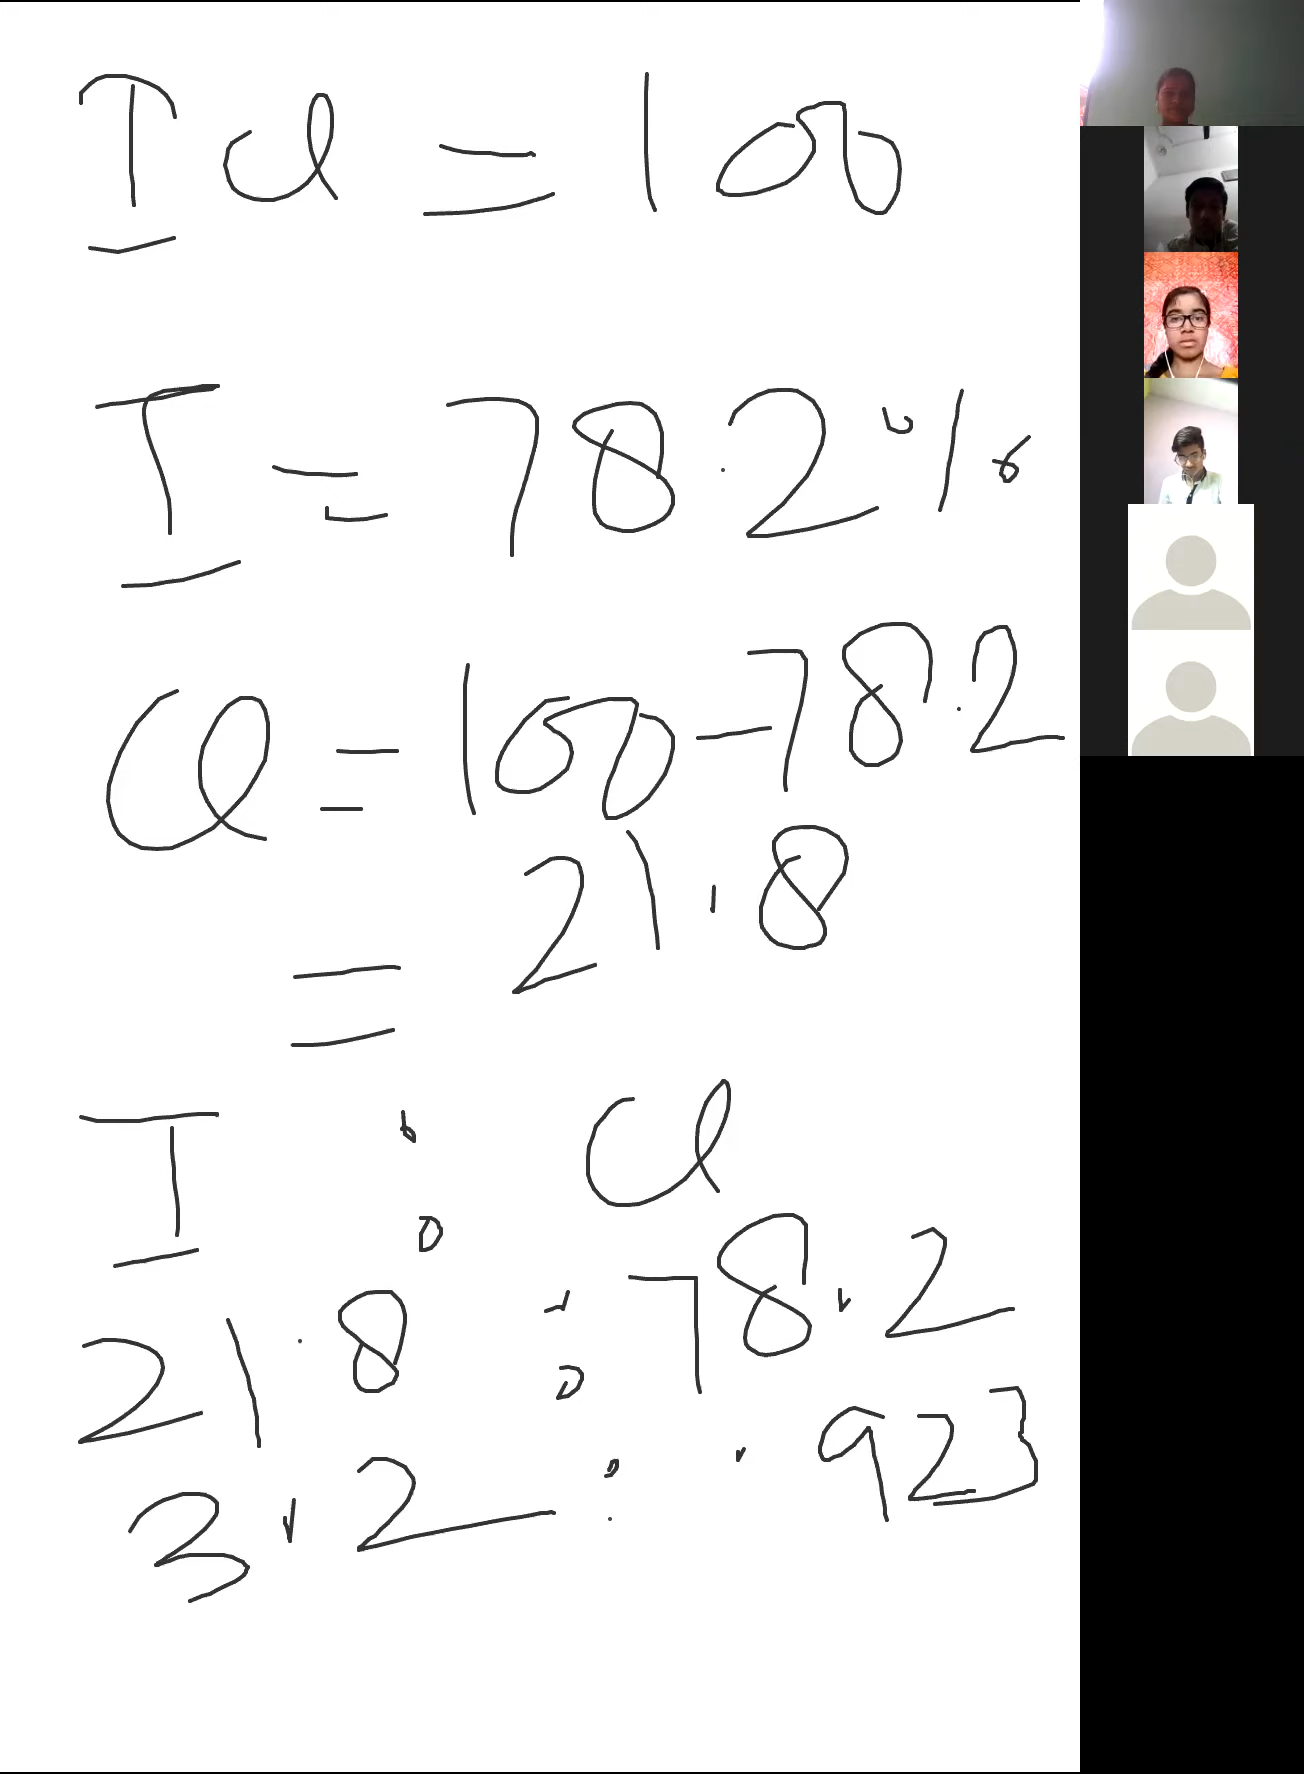 I Cl = 100
I = 78.2%
Cl = 100 - 78.2
= 21.8
I : Cl
21.8 : 78.2
3.2 : .923